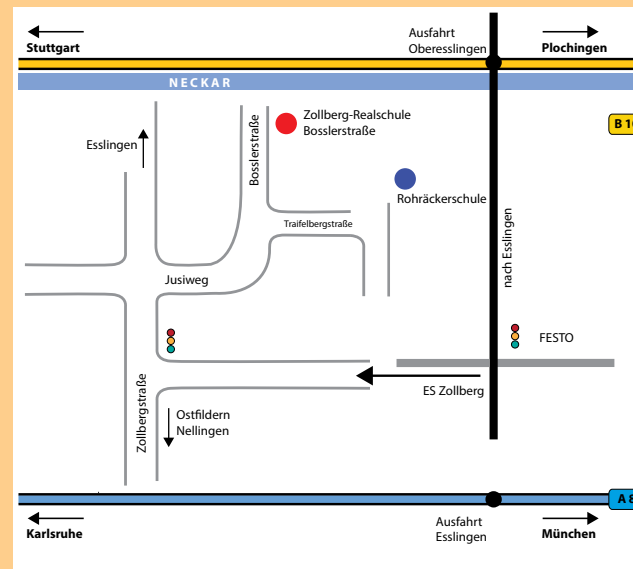 Stuttgart
Ausfahrt
Oberesslingen
Plochingen
NECKAR
B 10
Zollberg-Realschule
Bosslerstraße
Esslingen
Bosslerstraße
Rohräckerschule
Traifelbergstraße
nach Esslingen
Jusiweg
FESTO
ES Zollberg
Zollbergstraße
Ostfildern
Nellingen
A 8
Karlsruhe
Ausfahrt
Esslingen
München